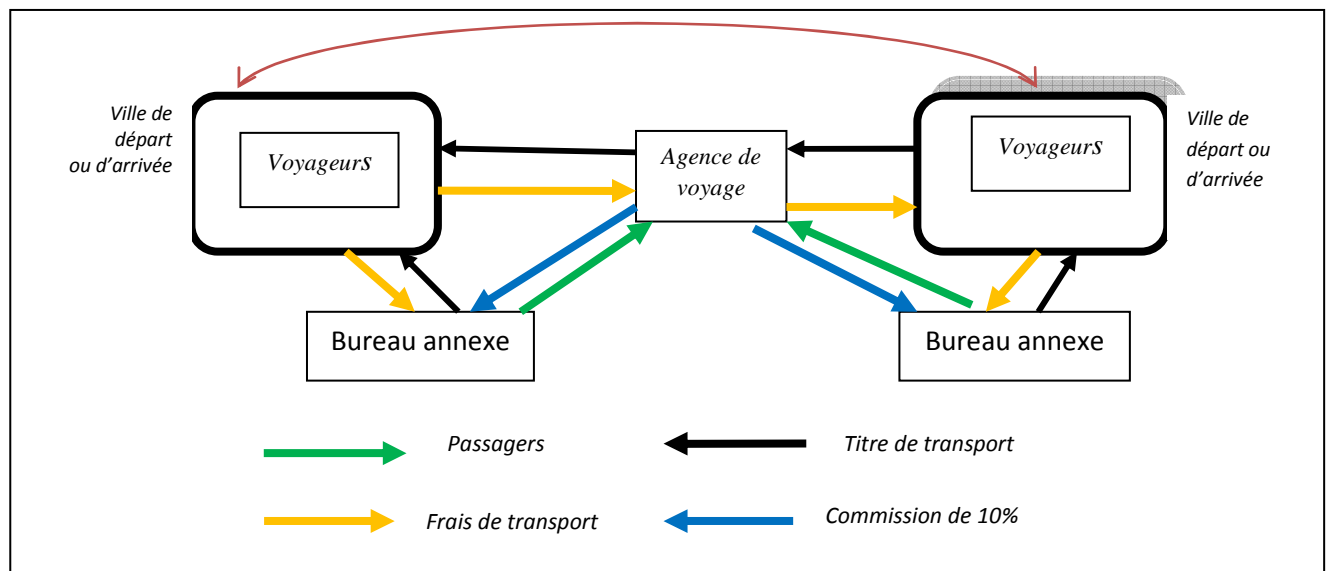 Ville de
départ
ou d'arrivée
Voyageurs
Agence de
voyage
Voyageurs
Ville de
départ ou
d'arrivée
Bureau annexe
Bureau annexe
Passagers
Titre de transport
Frais de transport
Commission de 10%